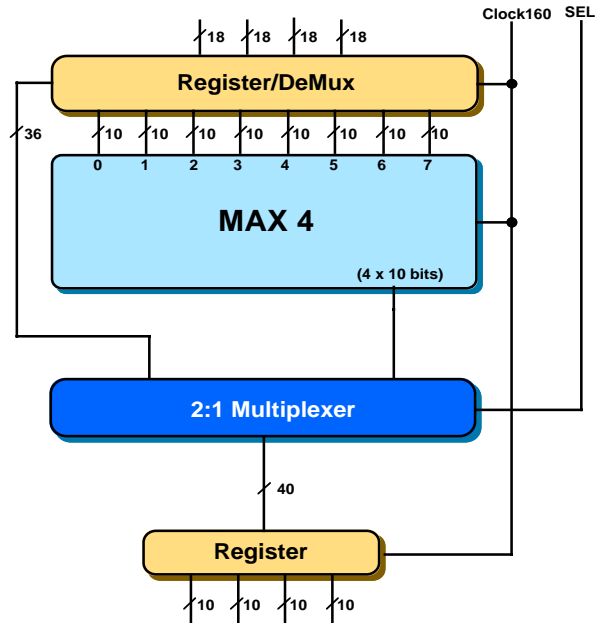 Clock160 SEL
18 18 18 18
Register/DeMux
36
10 10 10 10 10 10 10 10
0 1 2 3 4 5 6 7
MAX 4
(4 x 10 bits)
2:1 Multiplexer
40
Register
10 10 10 10